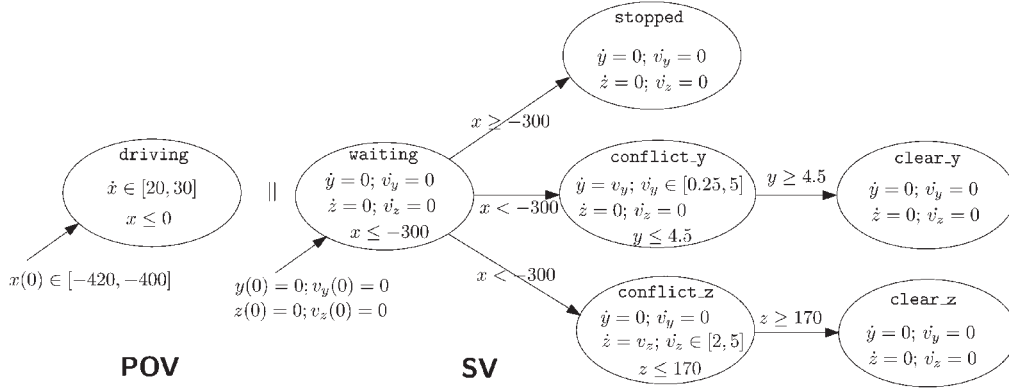 stopped
ẏ = 0; v̇_y = 0
ż = 0; v̇_z = 0
x ≥ −300
driving
ẋ ∈ [20, 30]
x ≤ 0
||
waiting
ẏ = 0; v̇_y = 0
ż = 0; v̇_z = 0
x ≤ −300
x < −300
conflict_y
ẏ = v_y; v̇_y ∈ [0.25, 5]
ż = 0; v̇_z = 0
y ≤ 4.5
y ≥ 4.5
clear_y
ẏ = 0; v̇_y = 0
ż = 0; v̇_z = 0
x(0) ∈ [−420, −400]
y(0) = 0; v_y(0) = 0
z(0) = 0; v_z(0) = 0
x < −300
conflict_z
ẏ = 0; v̇_y = 0
ż = v_z; v̇_z ∈ [2, 5]
z ≤ 170
z ≥ 170
clear_z
ẏ = 0; v̇_y = 0
ż = 0; v̇_z = 0
POV
SV